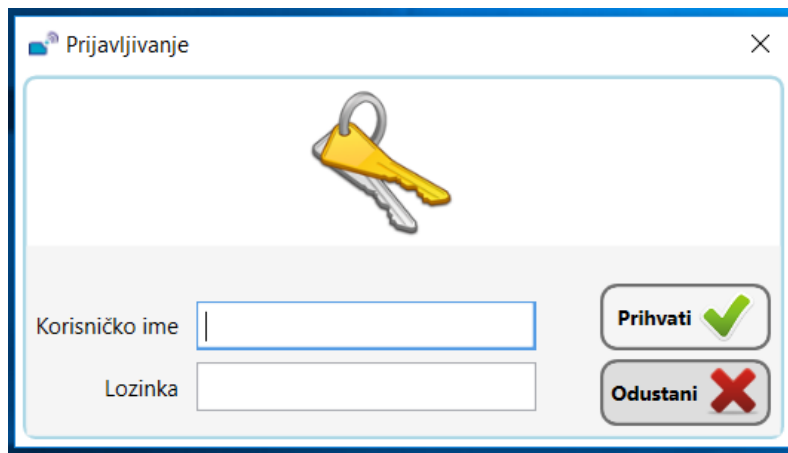 Prijavljivanje
Korisničko ime
Prihvati
Lozinka
Odustani